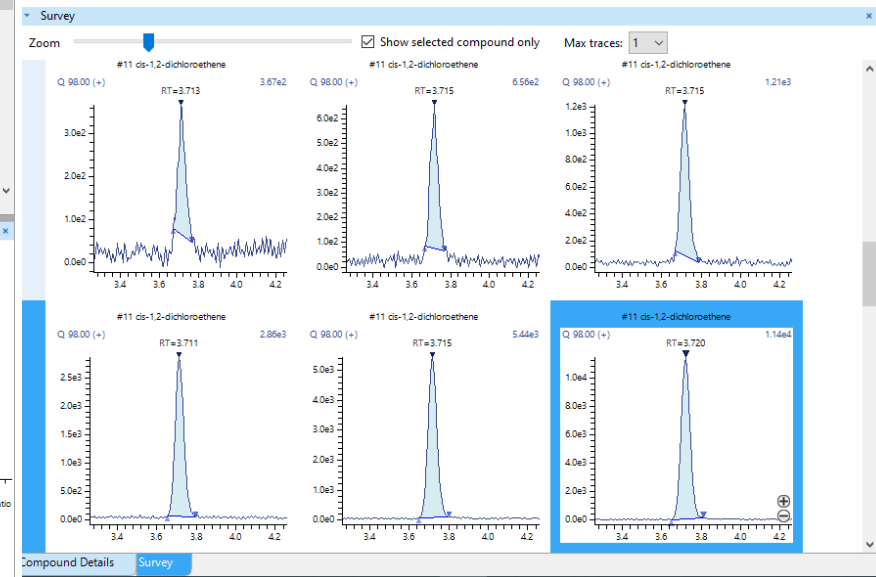 Survey
Zoom
Show selected compound only
Max traces: 1
#11 cis-1,2-dichloroethene
Q 98.00 (+) 3.67e2
RT=3.713
3.0e2
2.0e2
1.0e2
0.0e0
3.4 3.6 3.8 4.0 4.2
#11 cis-1,2-dichloroethene
Q 98.00 (+) 6.56e2
RT=3.715
6.0e2
5.0e2
4.0e2
3.0e2
2.0e2
1.0e2
0.0e0
3.4 3.6 3.8 4.0 4.2
#11 cis-1,2-dichloroethene
Q 98.00 (+) 1.21e3
RT=3.715
1.2e3
1.0e3
8.0e2
6.0e2
4.0e2
2.0e2
0.0e0
3.4 3.6 3.8 4.0 4.2
#11 cis-1,2-dichloroethene
Q 98.00 (+) 2.86e3
RT=3.711
2.5e3
2.0e3
1.5e3
1.0e3
5.0e2
0.0e0
3.4 3.6 3.8 4.0 4.2
#11 cis-1,2-dichloroethene
Q 98.00 (+) 5.44e3
RT=3.715
5.0e3
4.0e3
3.0e3
2.0e3
1.0e3
0.0e0
3.4 3.6 3.8 4.0 4.2
#11 cis-1,2-dichloroethene
Q 98.00 (+) 1.14e4
RT=3.720
1.0e4
8.0e3
6.0e3
4.0e3
2.0e3
0.0e0
3.4 3.6 3.8 4.0 4.2
tio
Compound Details
Survey